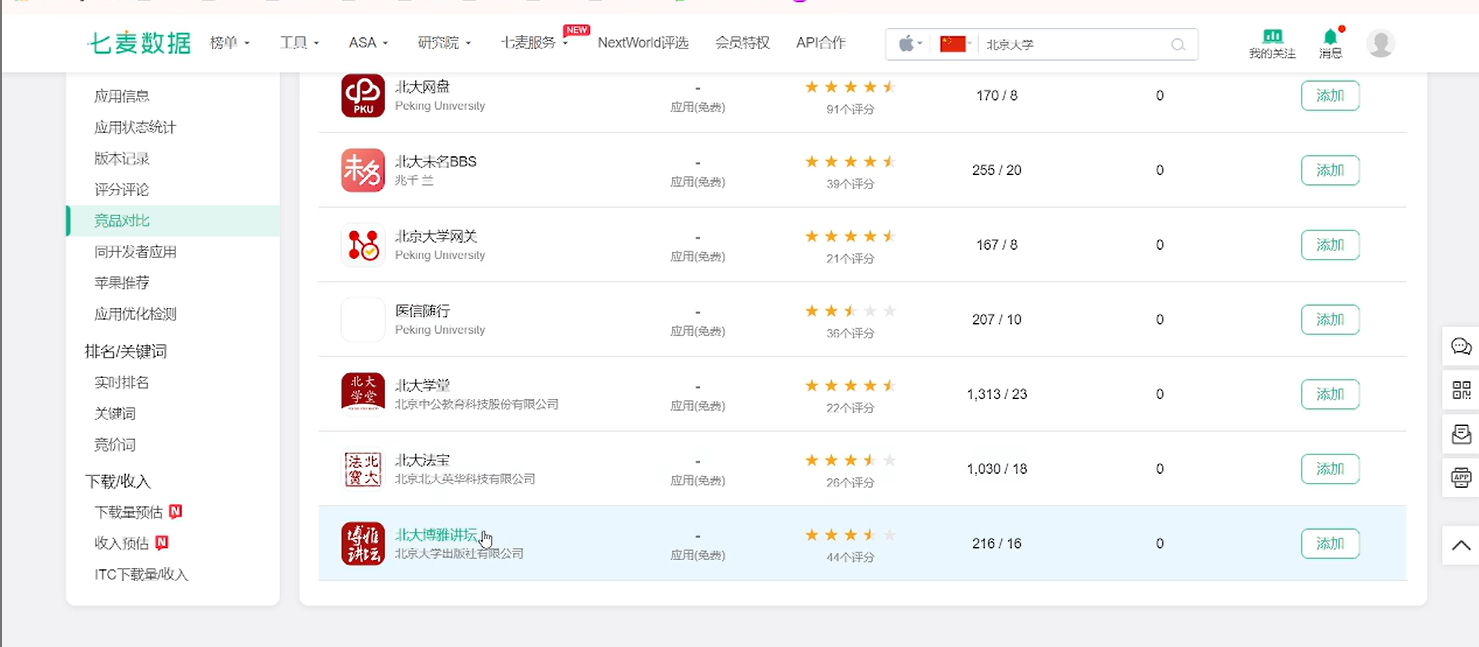 七麦数据
榜单
工具
ASA
研究院
七麦服务
NEW
NextWorld评选
会员特权
API合作
北京大学
我的关注
消息
应用信息
应用状态统计
版本记录
评分评论
竞品对比
同开发者应用
苹果推荐
应用优化检测
排名/关键词
实时排名
关键词
竞价词
下载/收入
下载量预估 N
收入预估 N
ITC下载量/收入
PKU
北大网盘
Peking University
-
应用(免费)
91个评分
170 / 8
0
添加
未名
北大未名BBS
兆千 兰
-
应用(免费)
39个评分
255 / 20
0
添加
北京大学网关
Peking University
-
应用(免费)
21个评分
167 / 8
0
添加
医信随行
Peking University
-
应用(免费)
36个评分
207 / 10
0
添加
北大
学堂
北大学堂
北京中公教育科技股份有限公司
-
应用(免费)
22个评分
1,313 / 23
0
添加
法北
寶大
北大法宝
北京北大英华科技有限公司
-
应用(免费)
26个评分
1,030 / 18
0
添加
博雅
讲坛
北大博雅讲坛
北京大学出版社有限公司
-
应用(免费)
44个评分
216 / 16
0
添加
APP